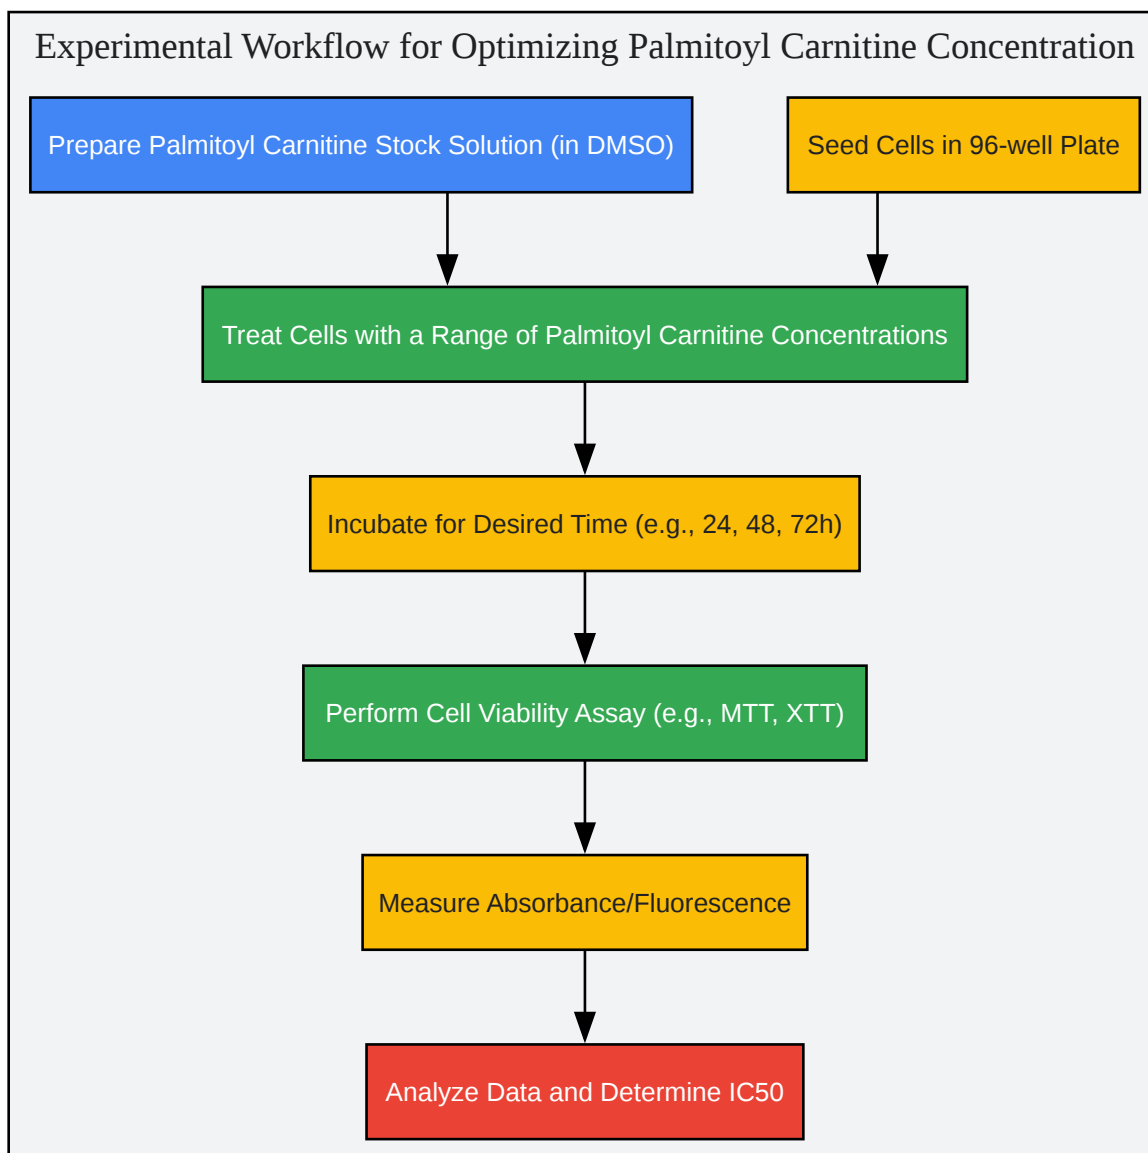 Experimental Workflow for Optimizing Palmitoyl Carnitine Concentration
Prepare Palmitoyl Carnitine Stock Solution (in DMSO)
Seed Cells in 96-well Plate
Treat Cells with a Range of Palmitoyl Carnitine Concentrations
Incubate for Desired Time (e.g., 24, 48, 72h)
Perform Cell Viability Assay (e.g., MTT, XTT)
Measure Absorbance/Fluorescence
Analyze Data and Determine IC50